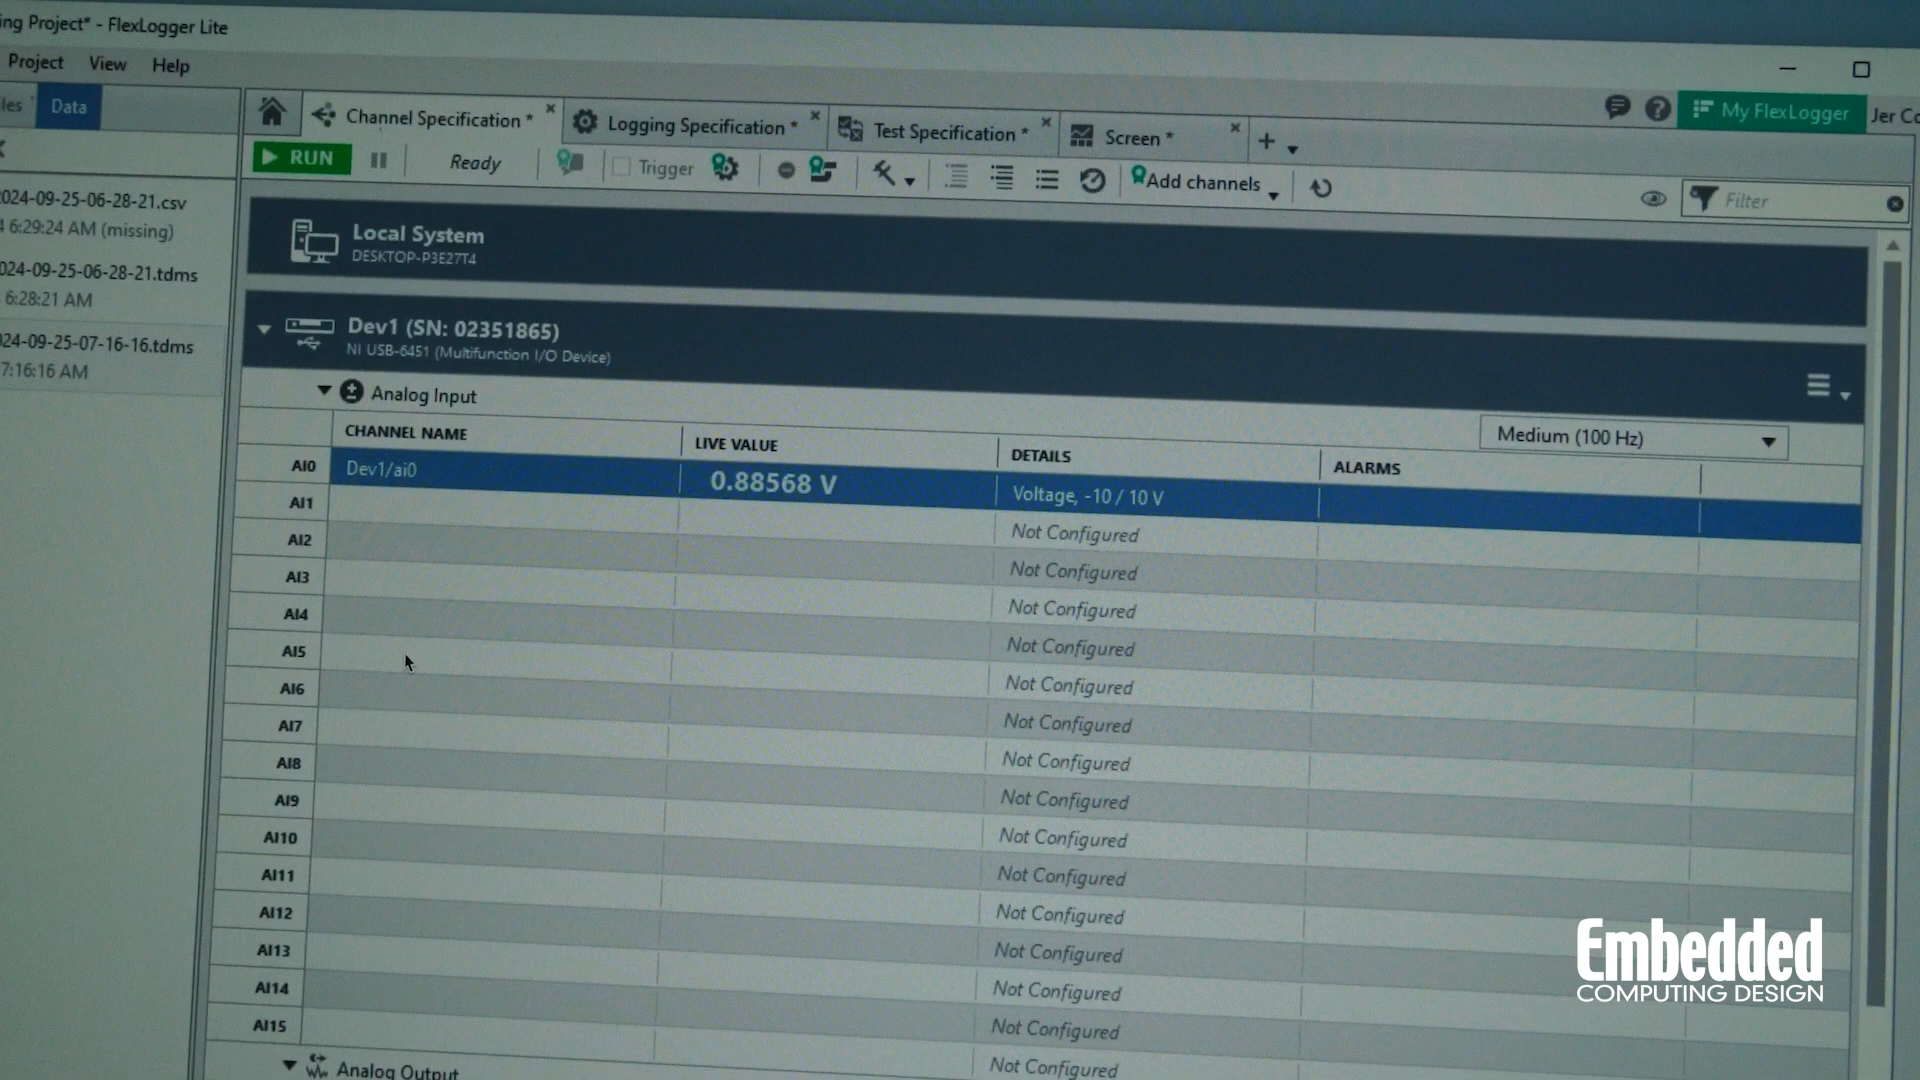 ing Project* - FlexLogger Lite
Project View Help
Data
Channel Specification *
Logging Specification *
Test Specification *
Screen *
My FlexLogger
Jer Co
RUN
Ready
Trigger
Add channels
Filter
024-09-25-06-28-21.csv
6:29:24 AM (missing)
024-09-25-06-28-21.tdms
6:28:21 AM
24-09-25-07-16-16.tdms
7:16:16 AM
Local System
DESKTOP-P3E27T4
Dev1 (SN: 02351865)
NI USB-6451 (Multifunction I/O Device)
Analog Input
Medium (100 Hz)
CHANNEL NAME LIVE VALUE DETAILS ALARMS
AI0 Dev1/ai0 0.88568 V Voltage, -10 / 10 V
AI1 Not Configured
AI2 Not Configured
AI3 Not Configured
AI4 Not Configured
AI5 Not Configured
AI6 Not Configured
AI7 Not Configured
AI8 Not Configured
AI9 Not Configured
AI10 Not Configured
AI11 Not Configured
AI12 Not Configured
AI13 Not Configured
AI14 Not Configured
AI15 Not Configured
Analog Output
Embedded
COMPUTING DESIGN